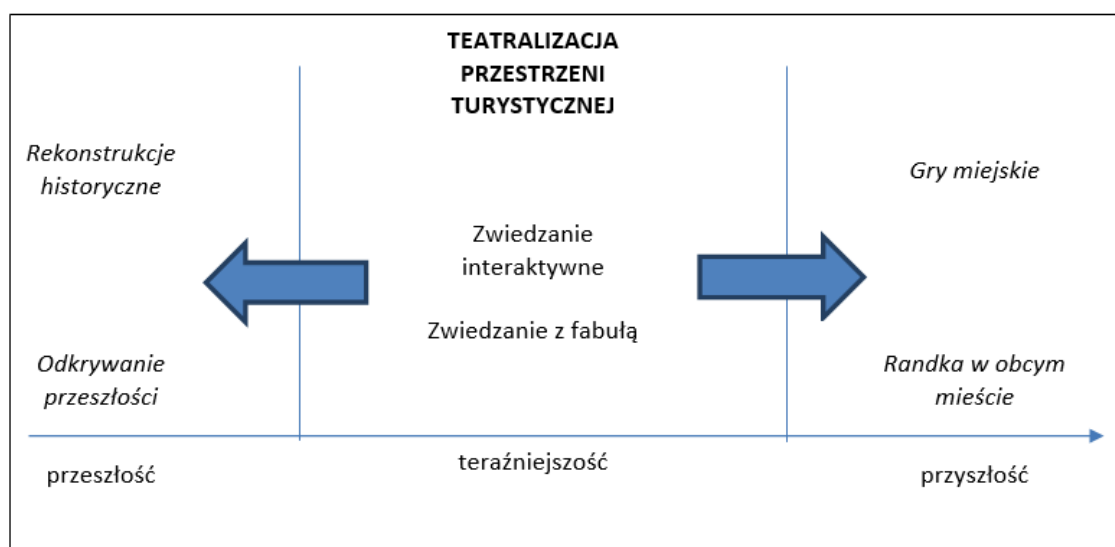 TEATRALIZACJA
PRZESTRZENI
TURYSTYCZNEJ
Rekonstrukcje
historyczne
Gry miejskie
Zwiedzanie
interaktywne
Zwiedzanie z fabułą
Odkrywanie
przeszłości
Randka w obcym
mieście
przeszłość
teraźniejszość
przyszłość